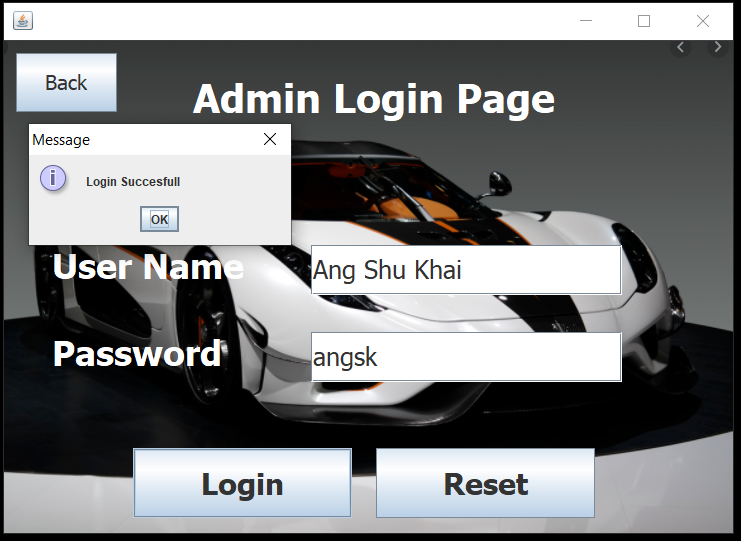 Back
Admin Login Page
Message
Login Succesfull
OK
User Name
Ang Shu Khai
Password
angsk
Login
Reset